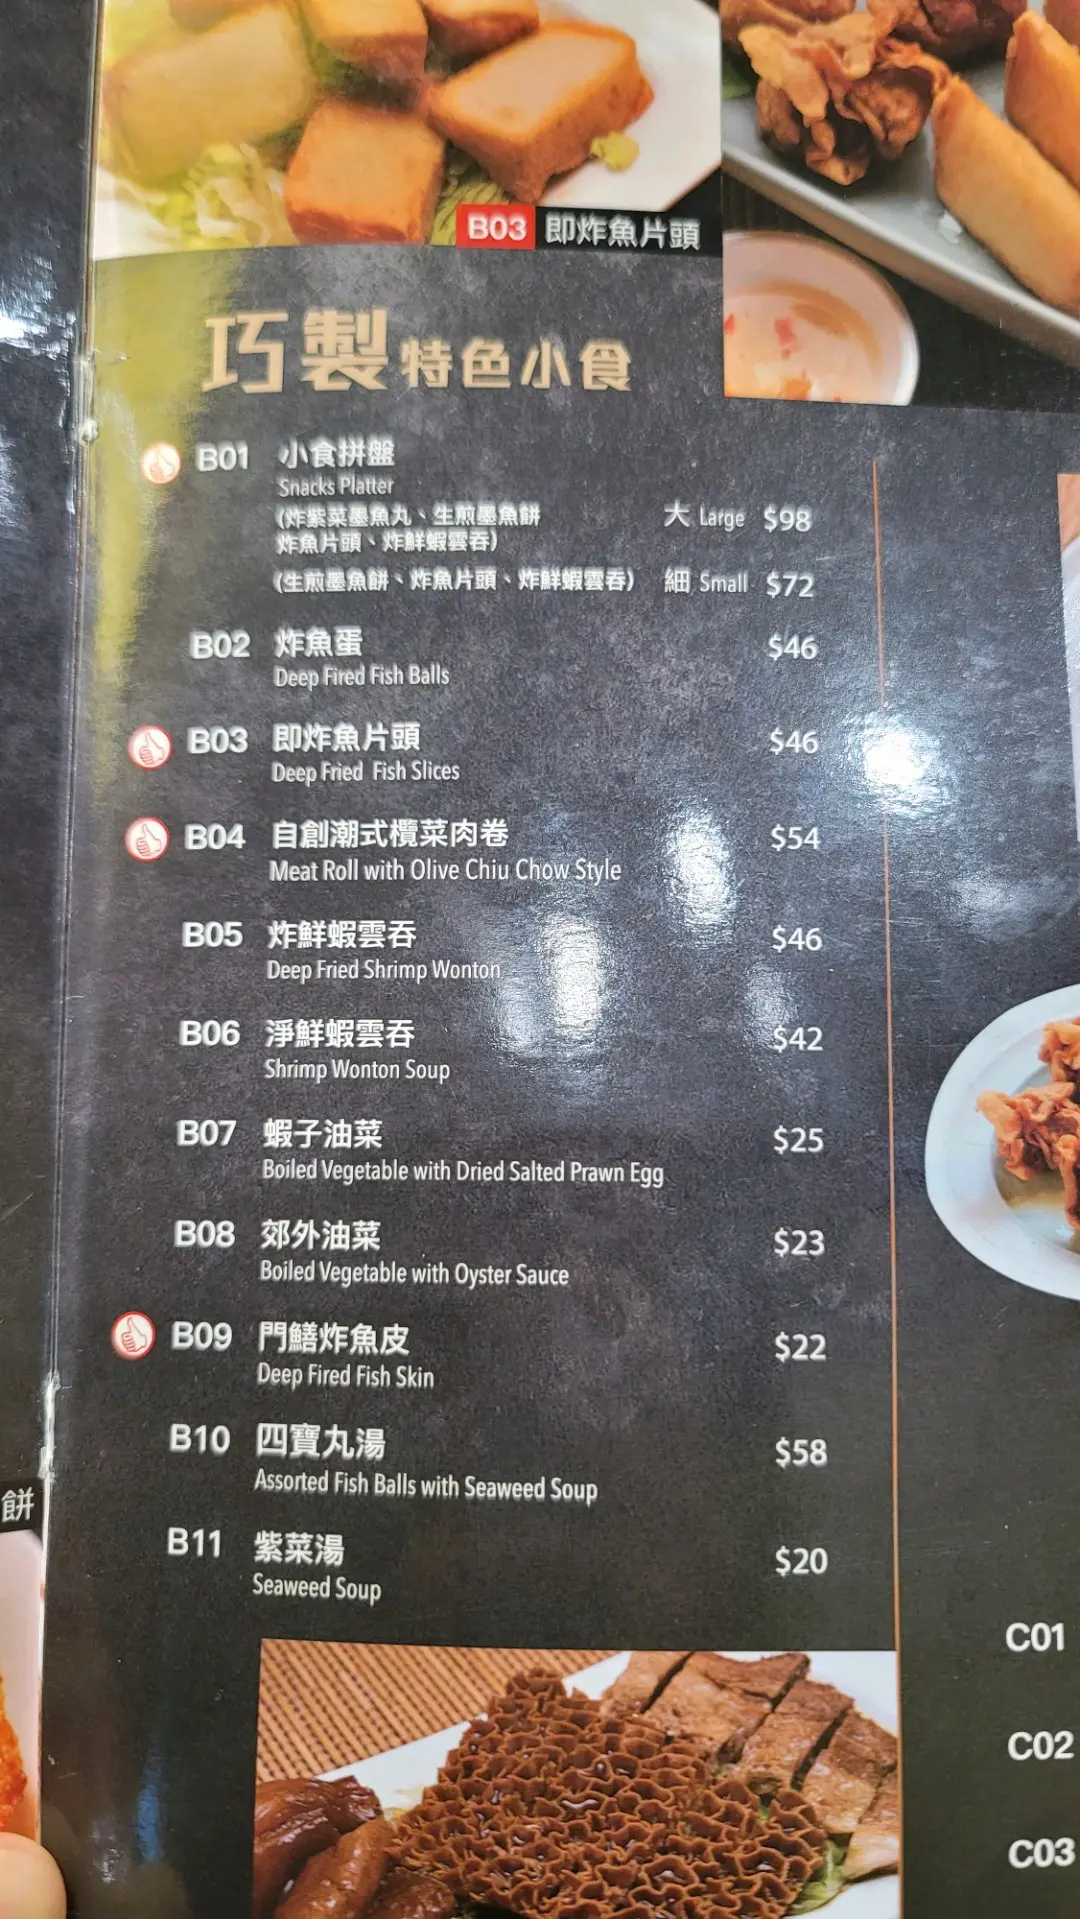 B03 即炸魚片頭
巧製 特色小食
B01 小食拼盤
Snacks Platter
(炸紫菜墨魚丸、生煎墨魚餅 大 Large $98
炸魚片頭、炸鮮蝦雲吞)
(生煎墨魚餅、炸魚片頭、炸鮮蝦雲吞) 細 Small $72
B02 炸魚蛋 $46
Deep Fired Fish Balls
B03 即炸魚片頭 $46
Deep Fried Fish Slices
B04 自創潮式欖菜肉卷 $54
Meat Roll with Olive Chiu Chow Style
B05 炸鮮蝦雲吞 $46
Deep Fried Shrimp Wonton
B06 淨鮮蝦雲吞 $42
Shrimp Wonton Soup
B07 蝦子油菜 $25
Boiled Vegetable with Dried Salted Prawn Egg
B08 郊外油菜 $23
Boiled Vegetable with Oyster Sauce
B09 門鱔炸魚皮 $22
Deep Fired Fish Skin
B10 四寶丸湯 $58
Assorted Fish Balls with Seaweed Soup
B11 紫菜湯 $20
Seaweed Soup
餅
C01
C02
C03